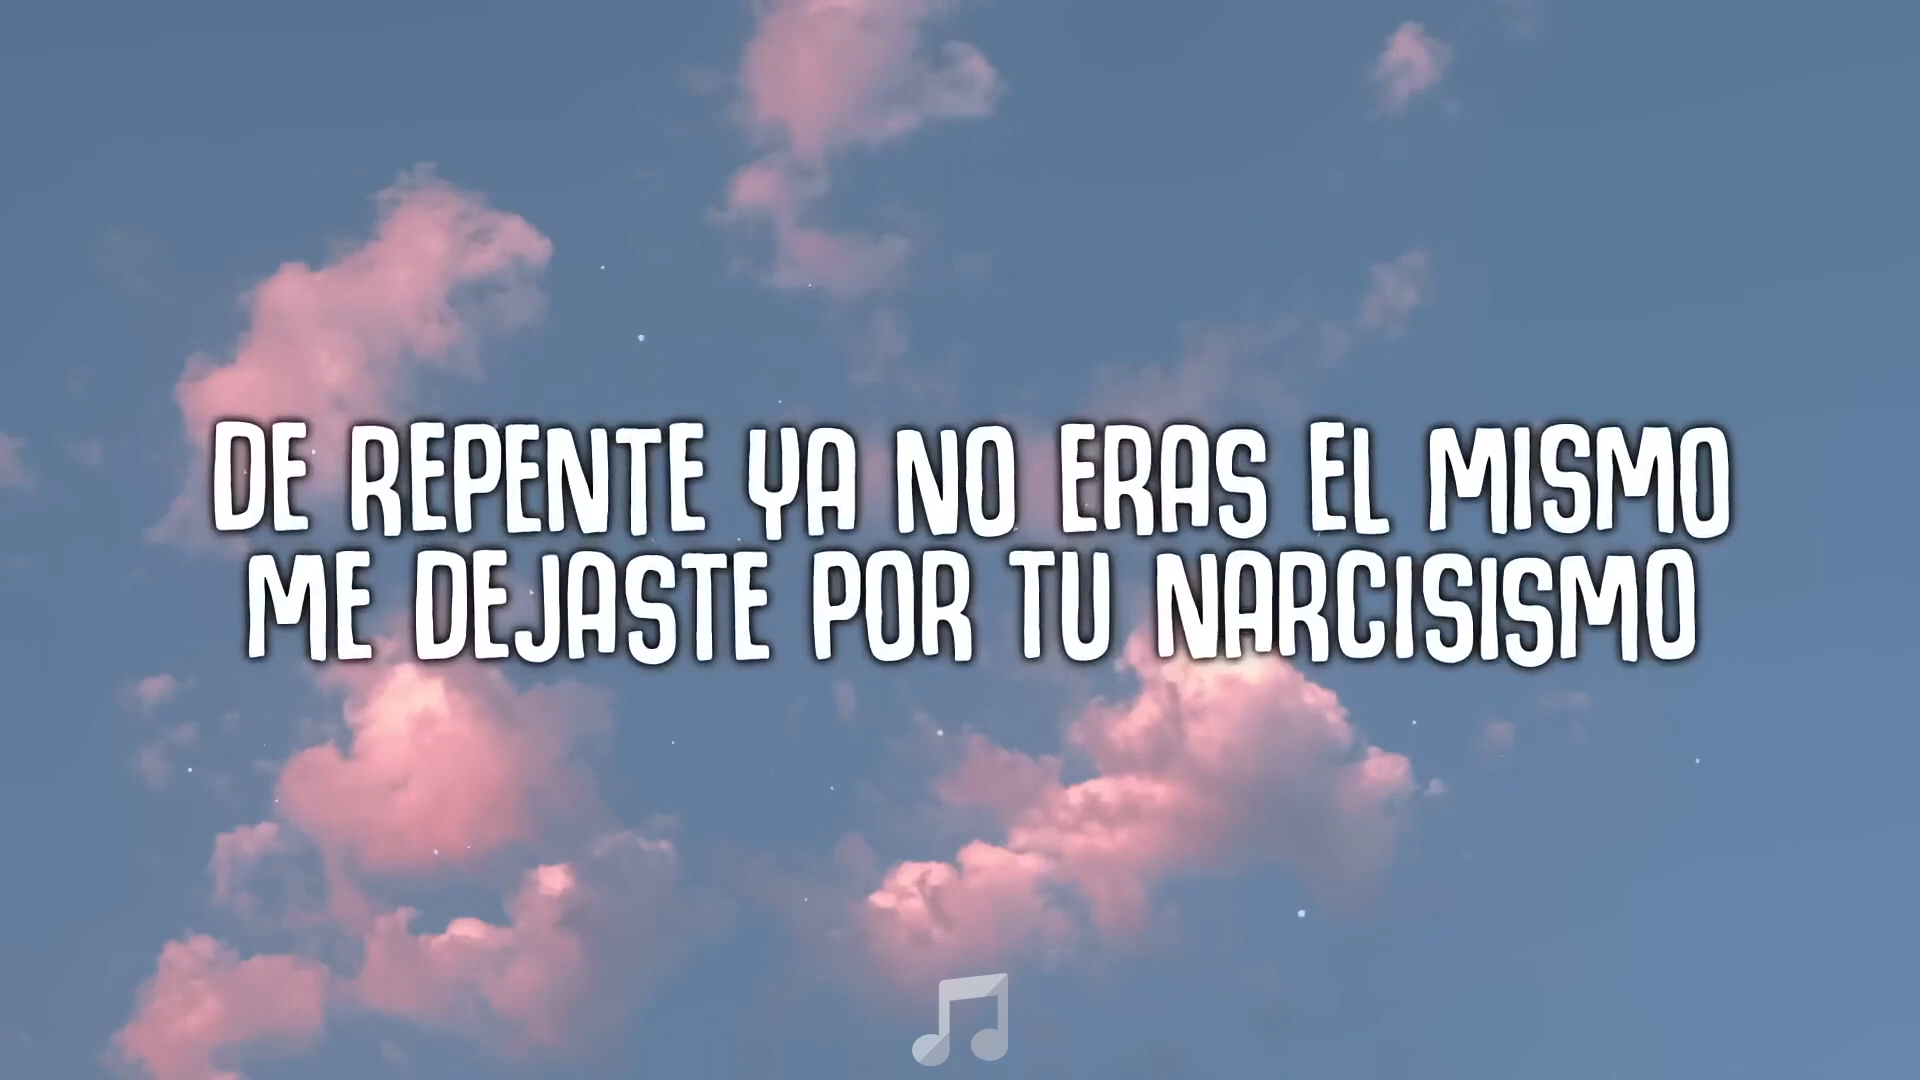 DE REPENTE YA NO ERAS EL MISMO
ME DEJASTE POR TU NARCISISMO